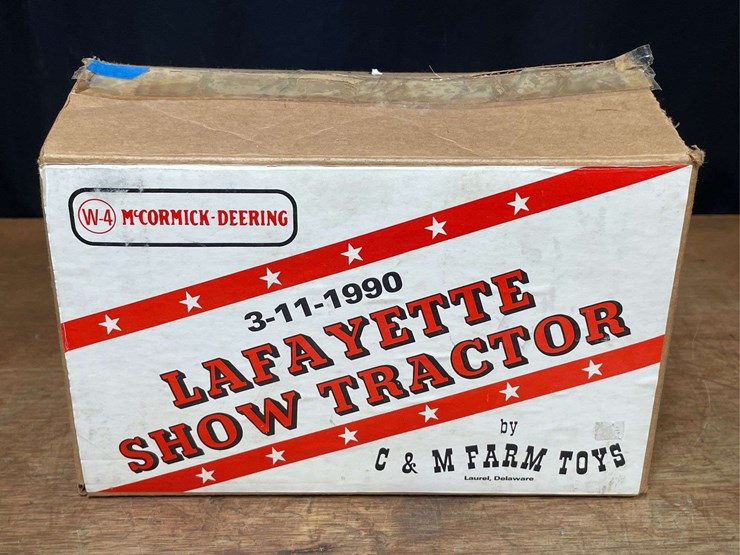 W-4 McCORMICK-DEERING
3-11-1990
LAFAYETTE
SHOW TRACTOR
by
C & M FARM TOYS
Laurel, Delaware